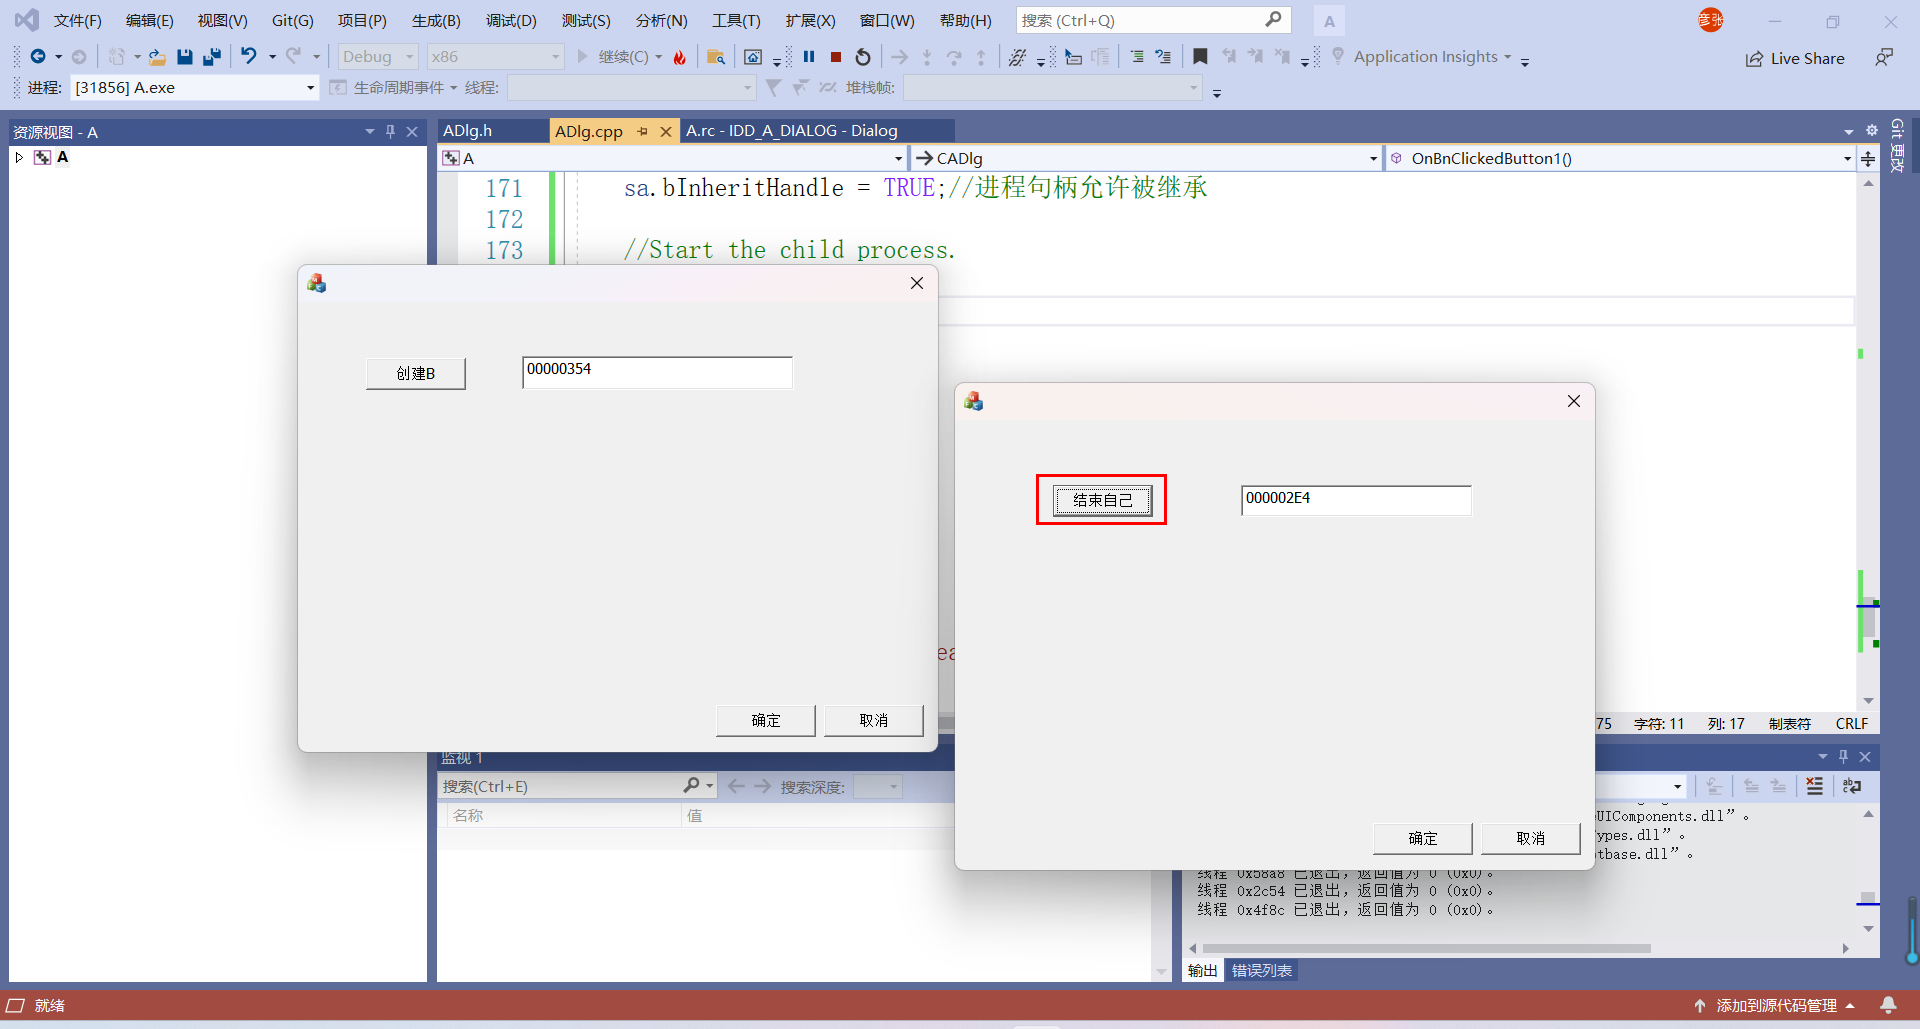 文件(F) 编辑(E) 视图(V) Git(G) 项目(P) 生成(B) 调试(D) 测试(S) 分析(N) 工具(T) 扩展(X) 窗口(W) 帮助(H) 搜索 (Ctrl+Q) A 彦张
Debug x86 继续(C) Application Insights Live Share
进程: [31856] A.exe 生命周期事件 线程: 堆栈帧:
资源视图 - A
A
ADlg.h ADlg.cpp A.rc - IDD_A_DIALOG - Dialog
A CADlg OnBnClickedButton1()
Git 更改
171 sa.bInheritHandle = TRUE;//进程句柄允许被继承
172
173 //Start the child process.
创建B 00000354
确定 取消
结束自己 000002E4
确定 取消
ea
75 字符: 11 列: 17 制表符 CRLF
监视 1
搜索(Ctrl+E) 搜索深度:
名称 值
UIComponents.dll”。
ypes.dll”。
tbase.dll”。
线程 0x58a8 已退出，返回值为 0 (0x0)。
线程 0x2c54 已退出，返回值为 0 (0x0)。
线程 0x4f8c 已退出，返回值为 0 (0x0)。
输出 错误列表
就绪 添加到源代码管理